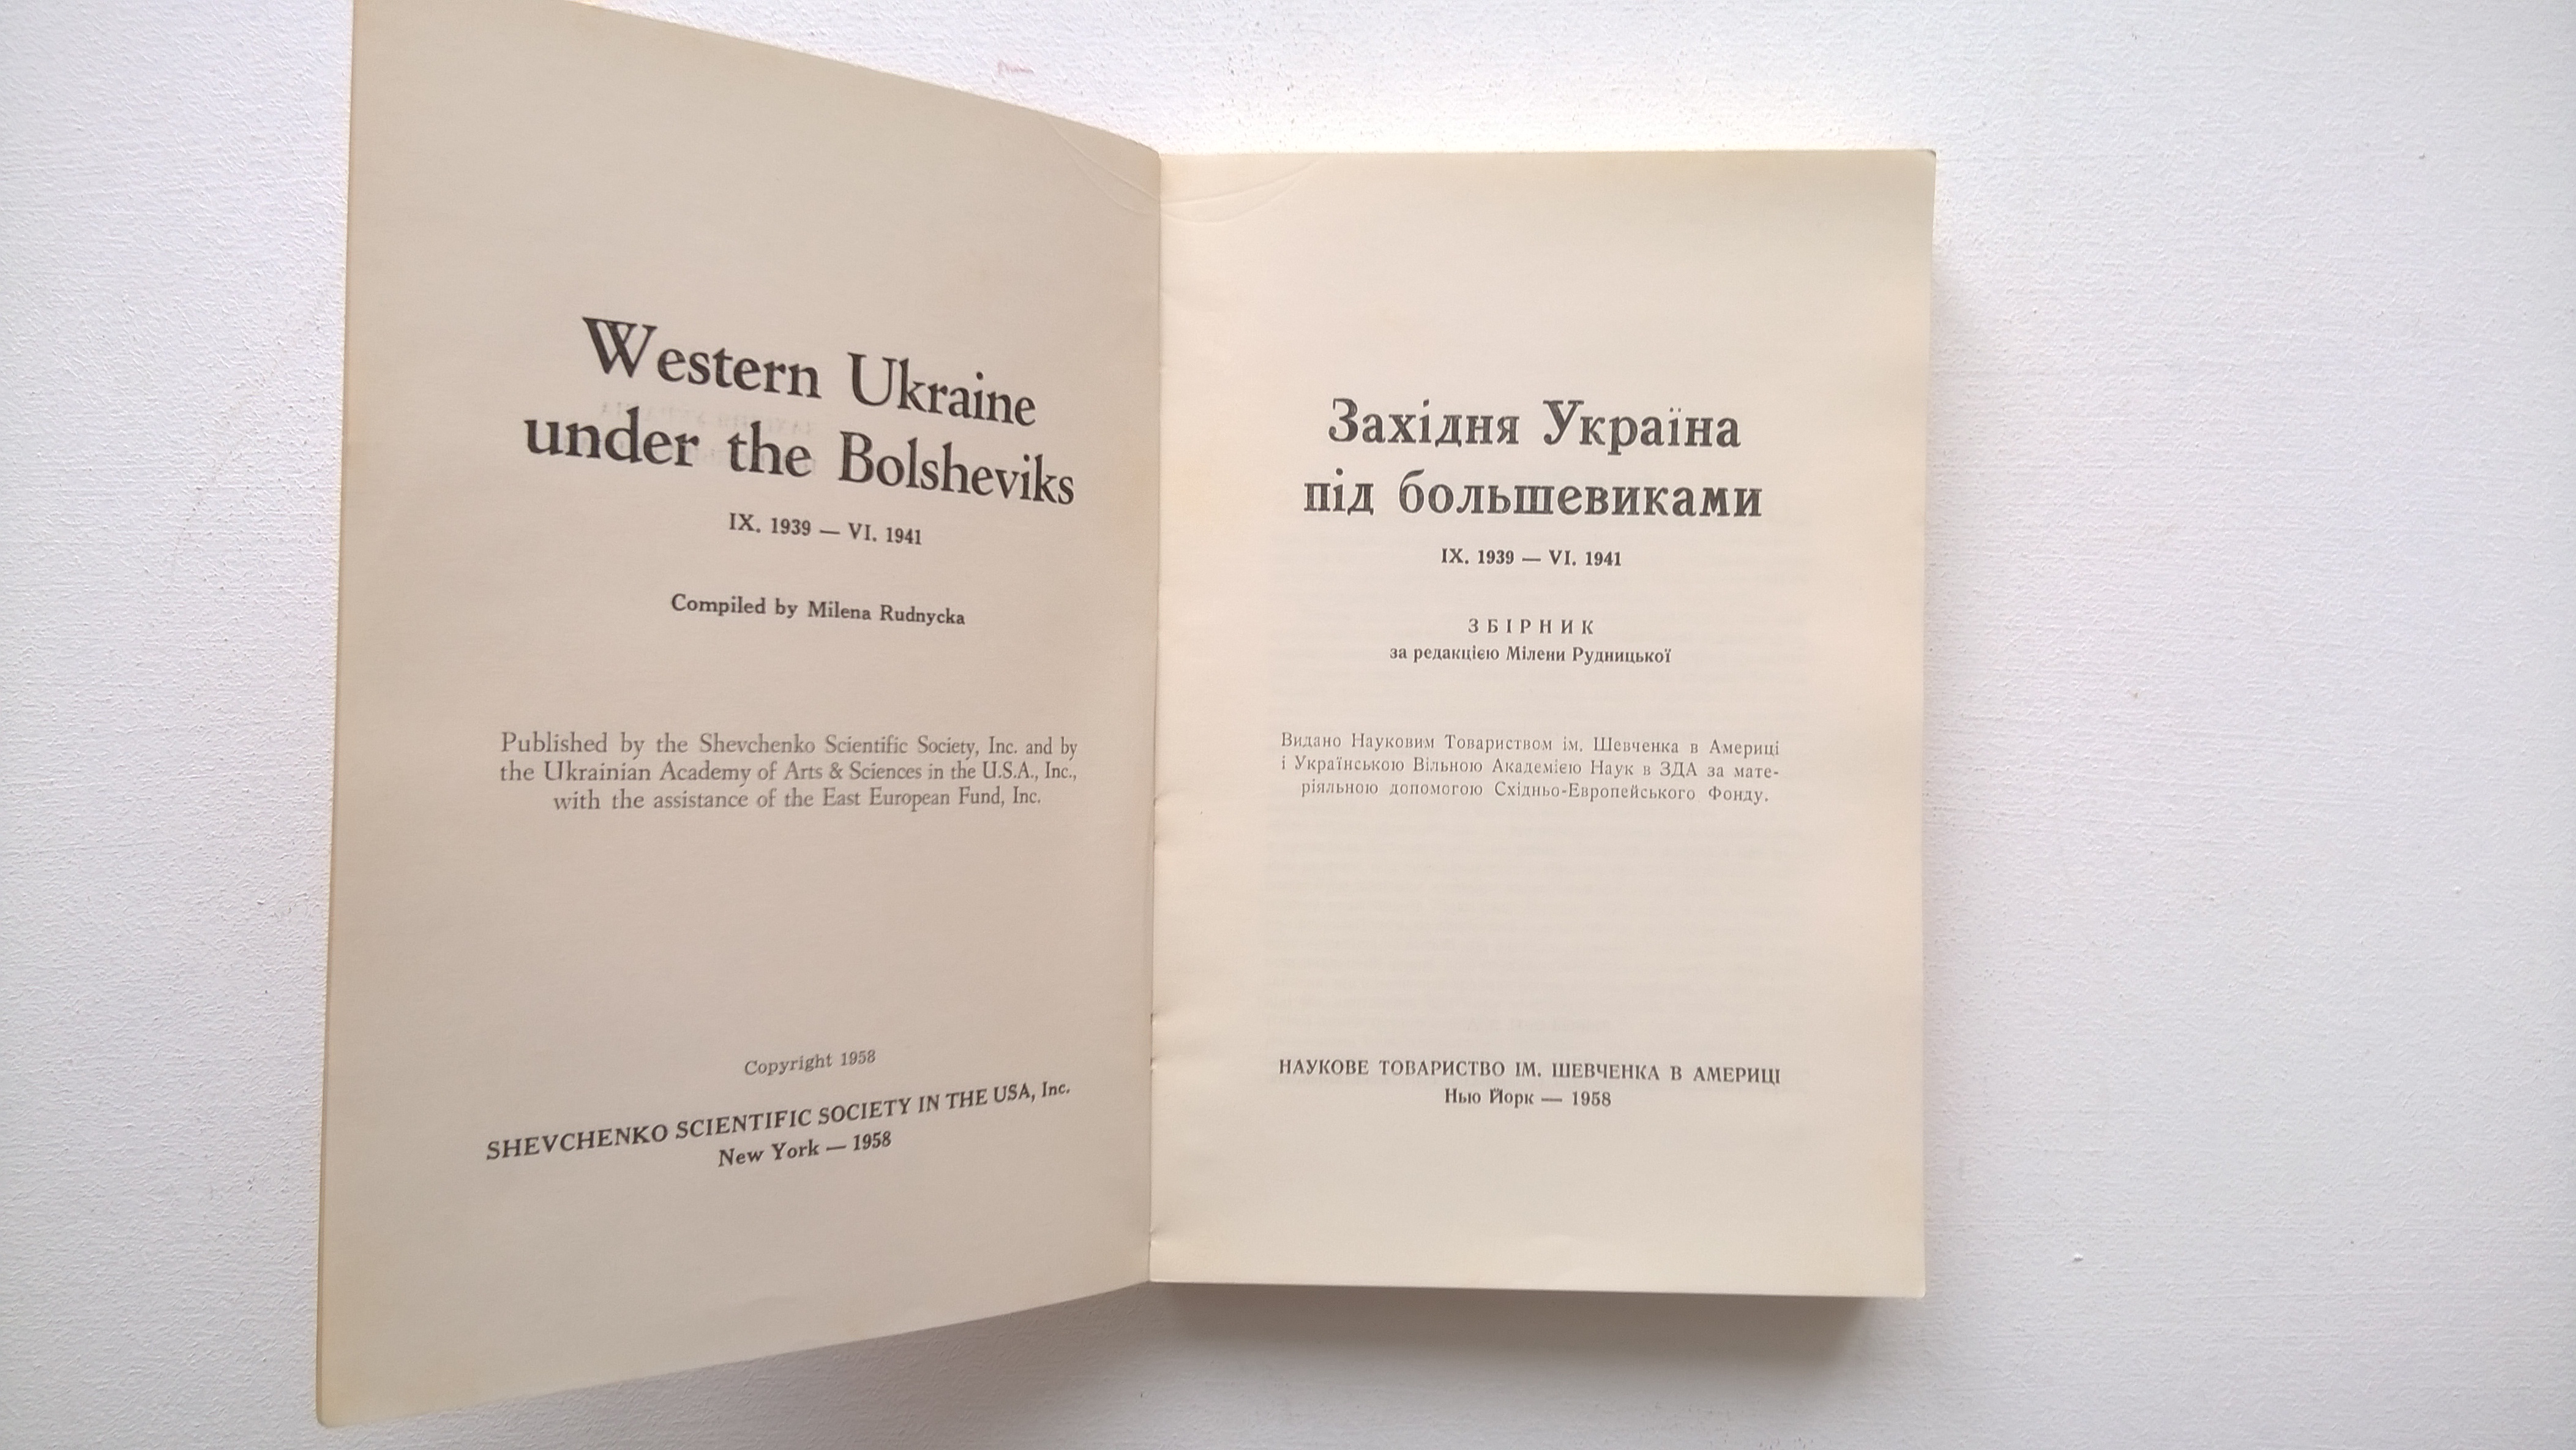 Western Ukraine
under the Bolsheviks
IX. 1939 — VI. 1941
Compiled by Milena Rudnycka
Published by the Shevchenko Scientific Society, Inc. and by
the Ukrainian Academy of Arts & Sciences in the U.S.A., Inc.,
with the assistance of the East European Fund, Inc.
Copyright 1958
SHEVCHENKO SCIENTIFIC SOCIETY IN THE USA, Inc.
New York — 1958
Західня Україна
під большевиками
IX. 1939 — VI. 1941
ЗБІРНИК
за редакцією Мілени Рудницької
Видано Науковим Товариством ім. Шевченка в Америці
і Українською Вільною Академією Наук в ЗДА за мате-
ріяльною допомогою Східньо-Европейського Фонду.
НАУКОВЕ ТОВАРИСТВО ІМ. ШЕВЧЕНКА В АМЕРИЦІ
Нью Йорк — 1958